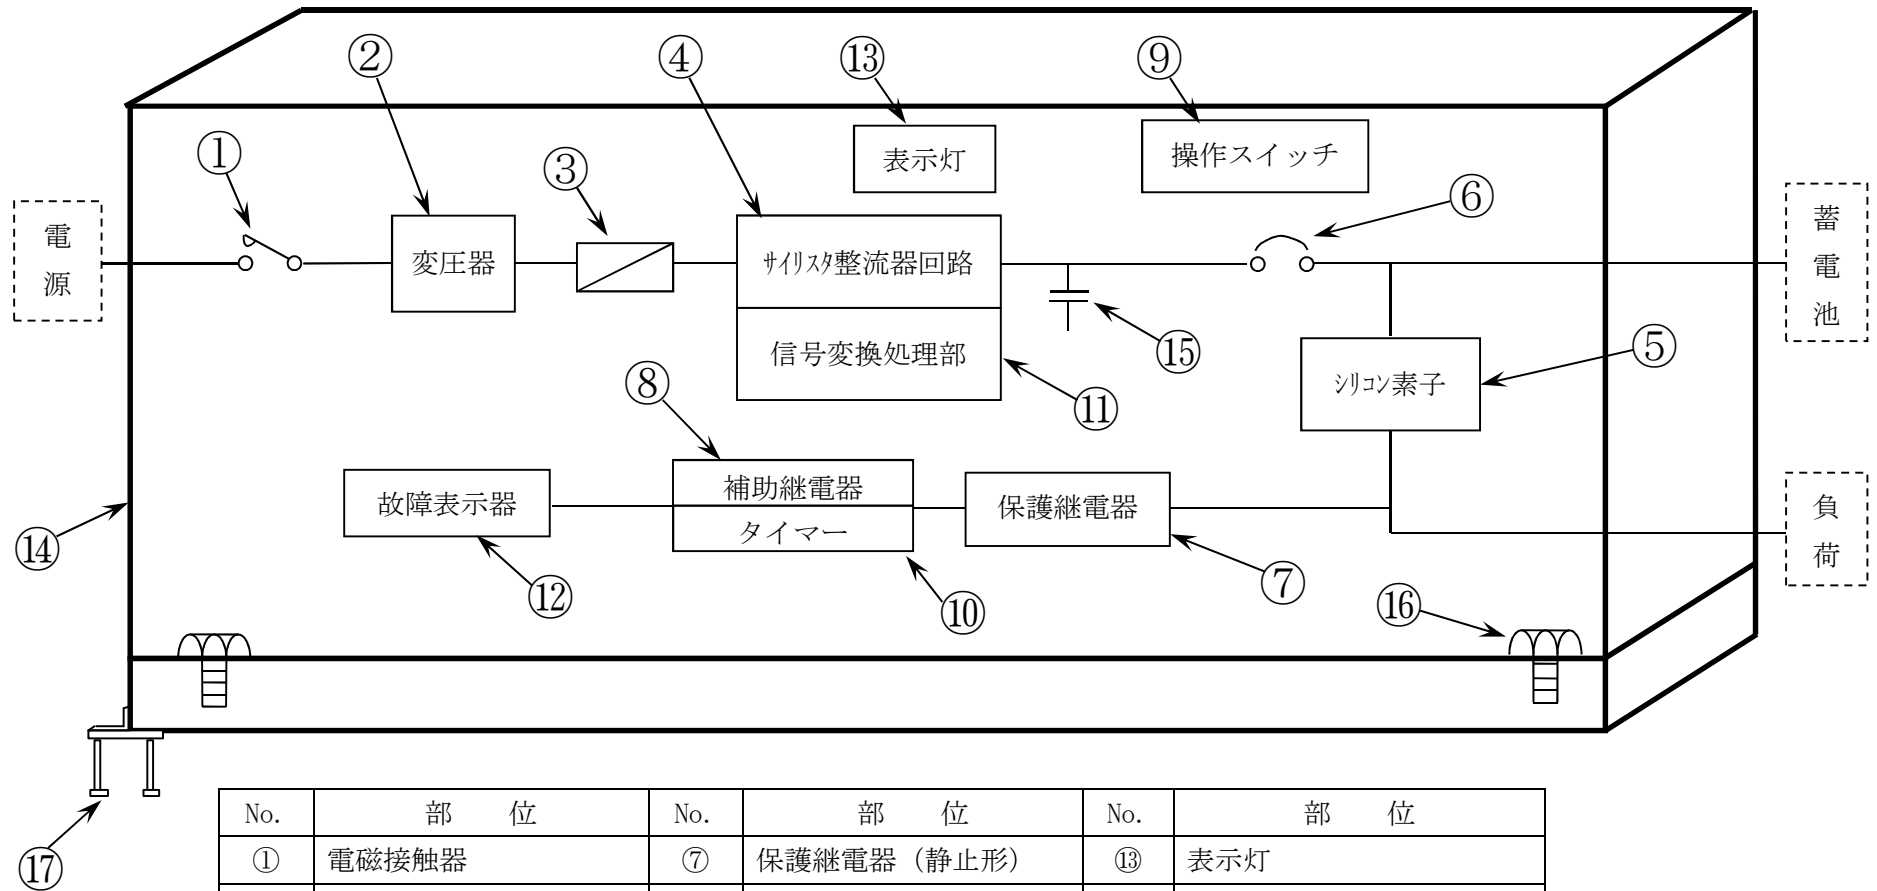 ② ④ ⑬ ⑨
① ③ 表示灯 操作スイッチ
⑥
電源
変圧器
サイリスタ整流器回路
蓄電池
信号変換処理部
⑮
⑤
シリコン素子
⑧
⑪
補助継電器
故障表示器
保護継電器
負荷
タイマー
⑭
⑫
⑩
⑦
⑯
⑰
No. 部 位 No. 部 位 No. 部 位
① 電磁接触器 ⑦ 保護継電器(静止形) ⑬ 表示灯